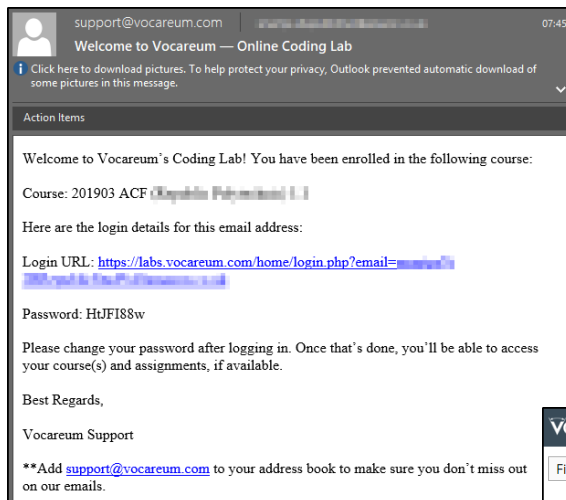 support@vocareum.com
07:45
Welcome to Vocareum — Online Coding Lab
Click here to download pictures. To help protect your privacy, Outlook prevented automatic download of
some pictures in this message.
Action Items
Welcome to Vocareum's Coding Lab! You have been enrolled in the following course:
Course: 201903 ACF
Here are the login details for this email address:
Login URL: https://labs.vocareum.com/home/login.php?email=
Password: HtJFI88w
Please change your password after logging in. Once that's done, you'll be able to access
your course(s) and assignments, if available.
Best Regards,
Vocareum Support
**Add support@vocareum.com to your address book to make sure you don't miss out
on our emails.